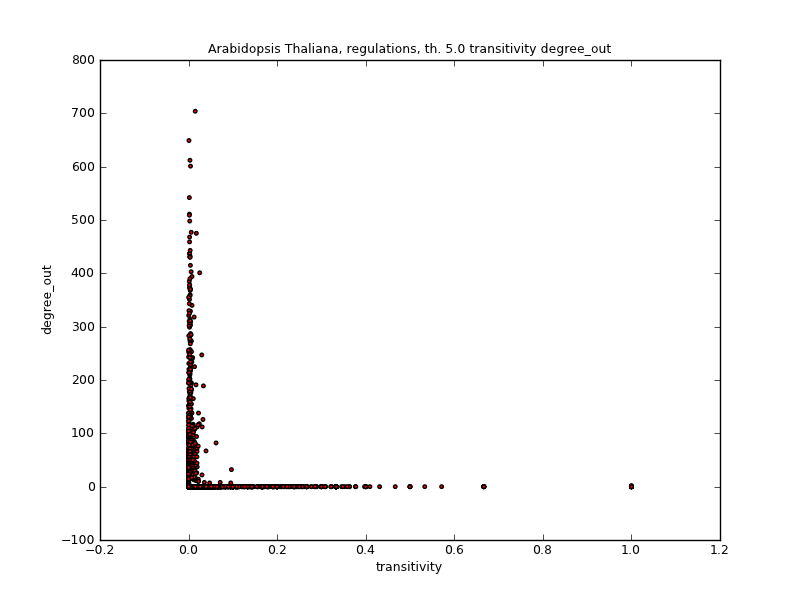 Arabidopsis Thaliana, regulations, th. 5.0 transitivity degree_out
800
700
600
500
400
300
200
100
0
−100
degree_out
−0.2 0.0 0.2 0.4 0.6 0.8 1.0 1.2
transitivity